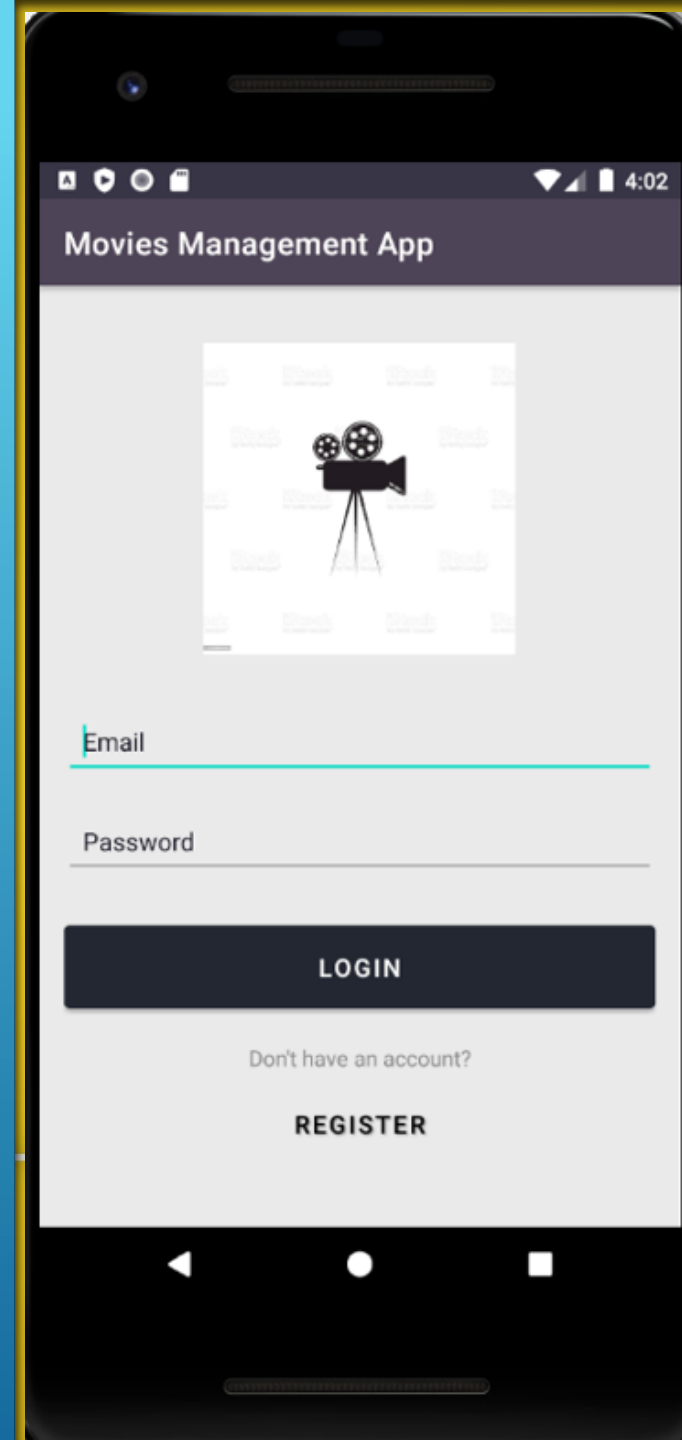 4:02
Movies Management App
Email
Password
LOGIN
Don't have an account?
REGISTER